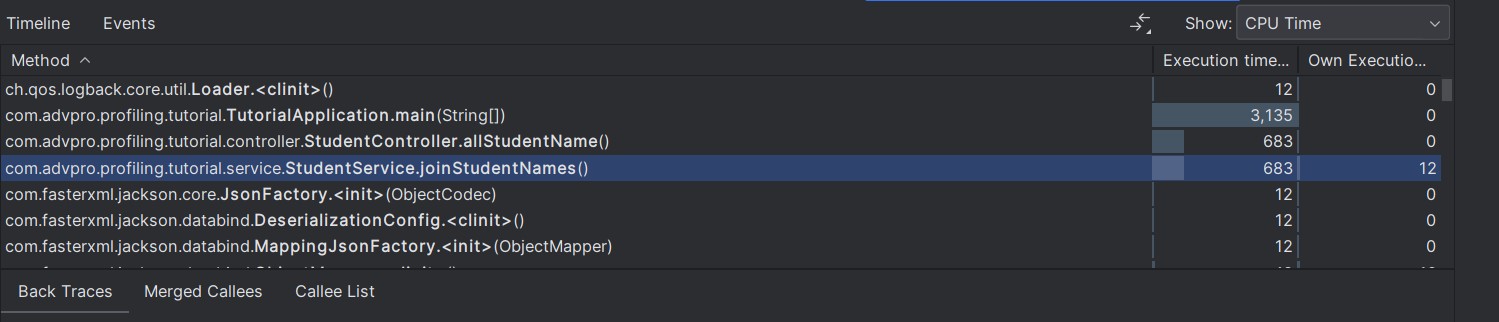 Timeline Events Show: CPU Time
Method Execution time... Own Executio...
ch.qos.logback.core.util.Loader.<clinit>() 12 0
com.advpro.profiling.tutorial.TutorialApplication.main(String[]) 3,135 0
com.advpro.profiling.tutorial.controller.StudentController.allStudentName() 683 0
com.advpro.profiling.tutorial.service.StudentService.joinStudentNames() 683 12
com.fasterxml.jackson.core.JsonFactory.<init>(ObjectCodec) 12 0
com.fasterxml.jackson.databind.DeserializationConfig.<clinit>() 12 0
com.fasterxml.jackson.databind.MappingJsonFactory.<init>(ObjectMapper) 12 0
Back Traces Merged Callees Callee List